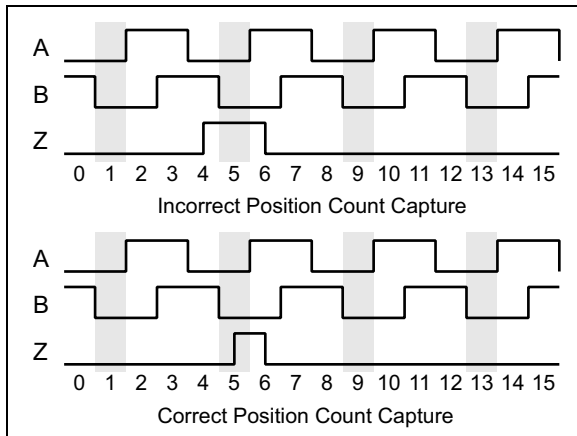 A
B
Z
0 1 2 3 4 5 6 7 8 9 10 11 12 13 14 15
Incorrect Position Count Capture
A
B
Z
0 1 2 3 4 5 6 7 8 9 10 11 12 13 14 15
Correct Position Count Capture